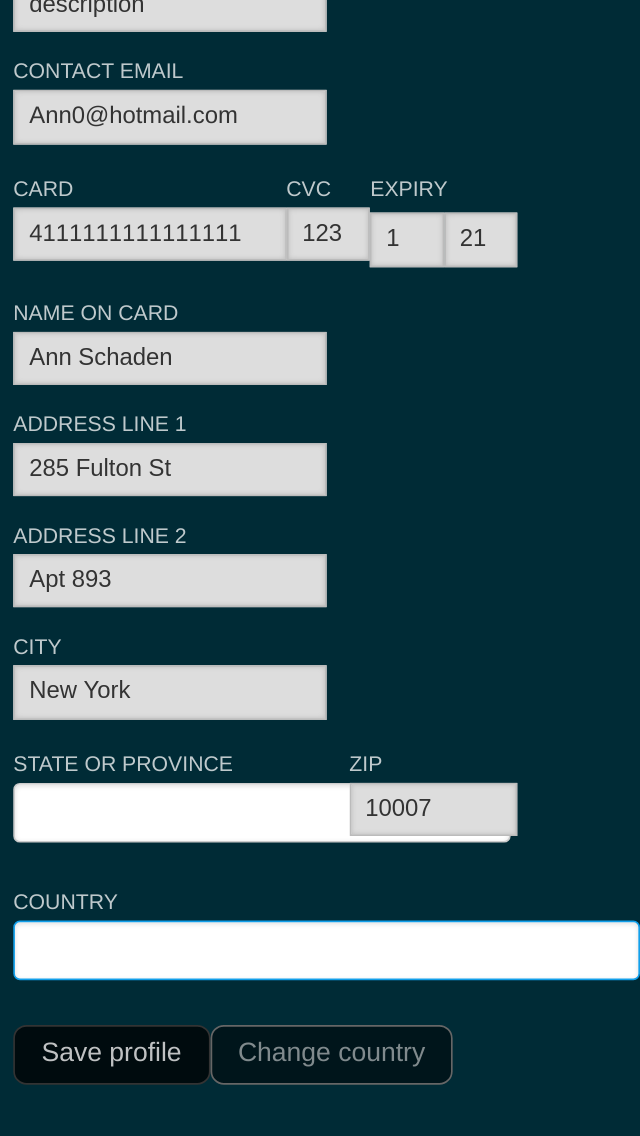 description
CONTACT EMAIL
Ann0@hotmail.com
CARD CVC EXPIRY
4111111111111111 123 1 21
NAME ON CARD
Ann Schaden
ADDRESS LINE 1
285 Fulton St
ADDRESS LINE 2
Apt 893
CITY
New York
STATE OR PROVINCE ZIP
10007
COUNTRY
Save profile Change country